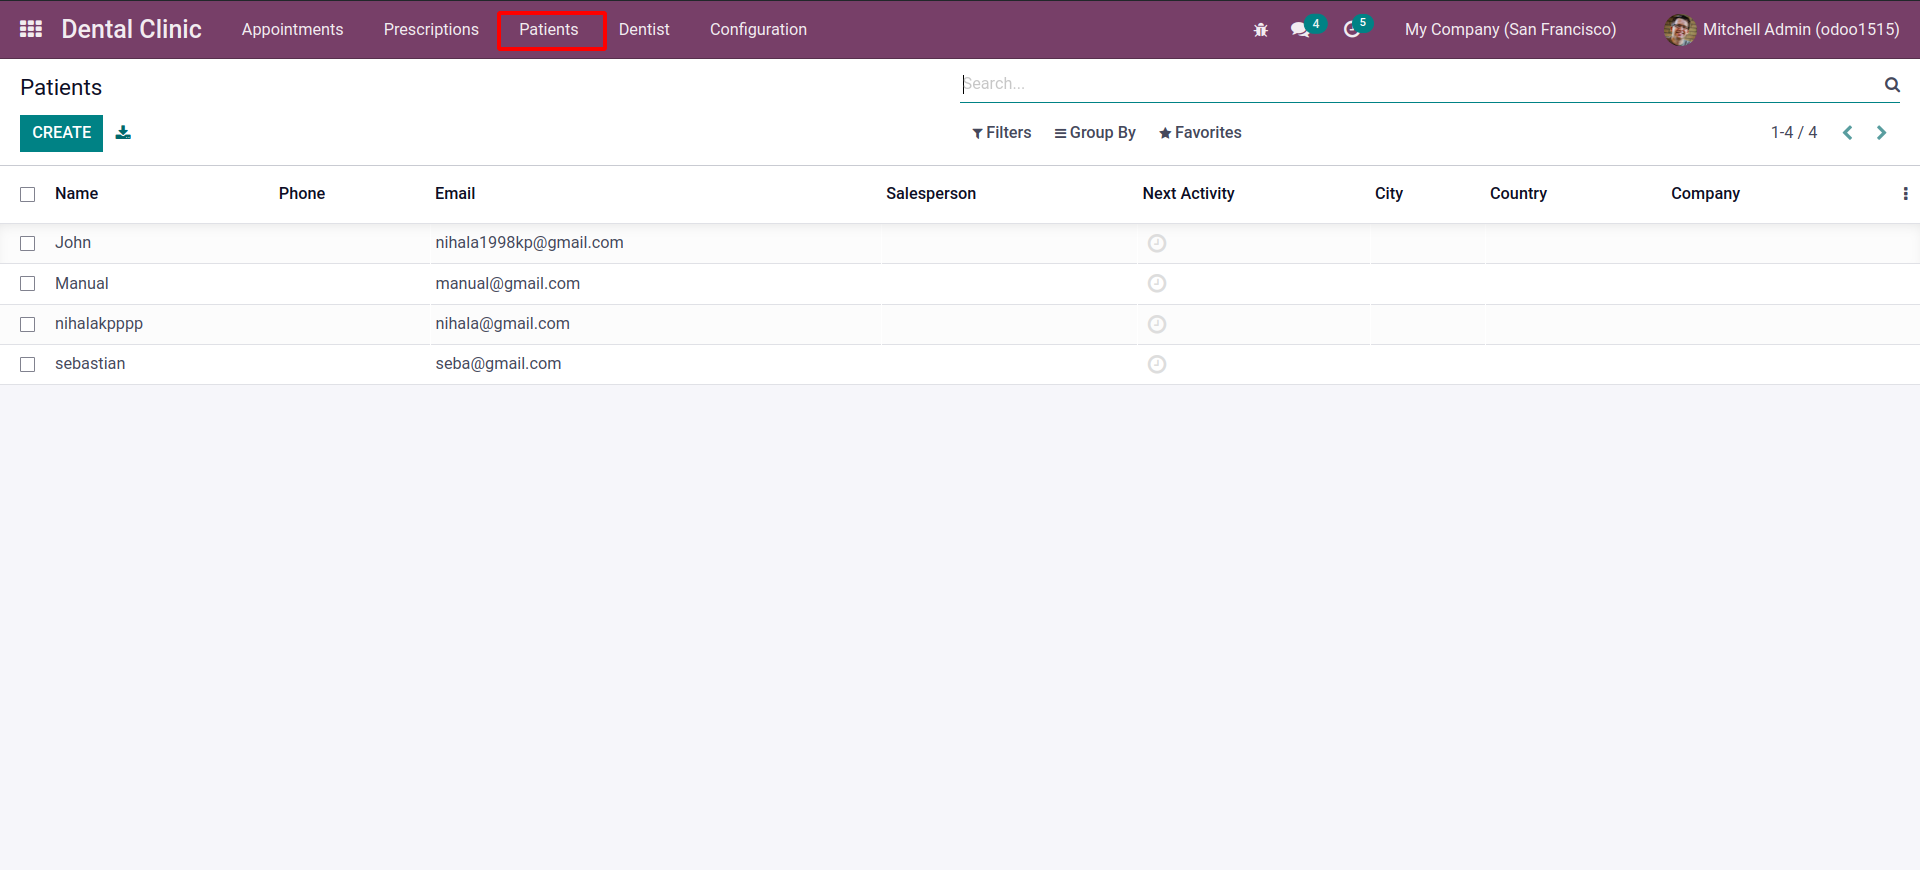 Dental Clinic Appointments Prescriptions Patients Dentist Configuration 4 5 My Company (San Francisco) Mitchell Admin (odoo1515)
Patients Search...
CREATE Filters Group By Favorites 1-4 / 4
Name Phone Email Salesperson Next Activity City Country Company
John nihala1998kp@gmail.com
Manual manual@gmail.com
nihalakpppp nihala@gmail.com
sebastian seba@gmail.com